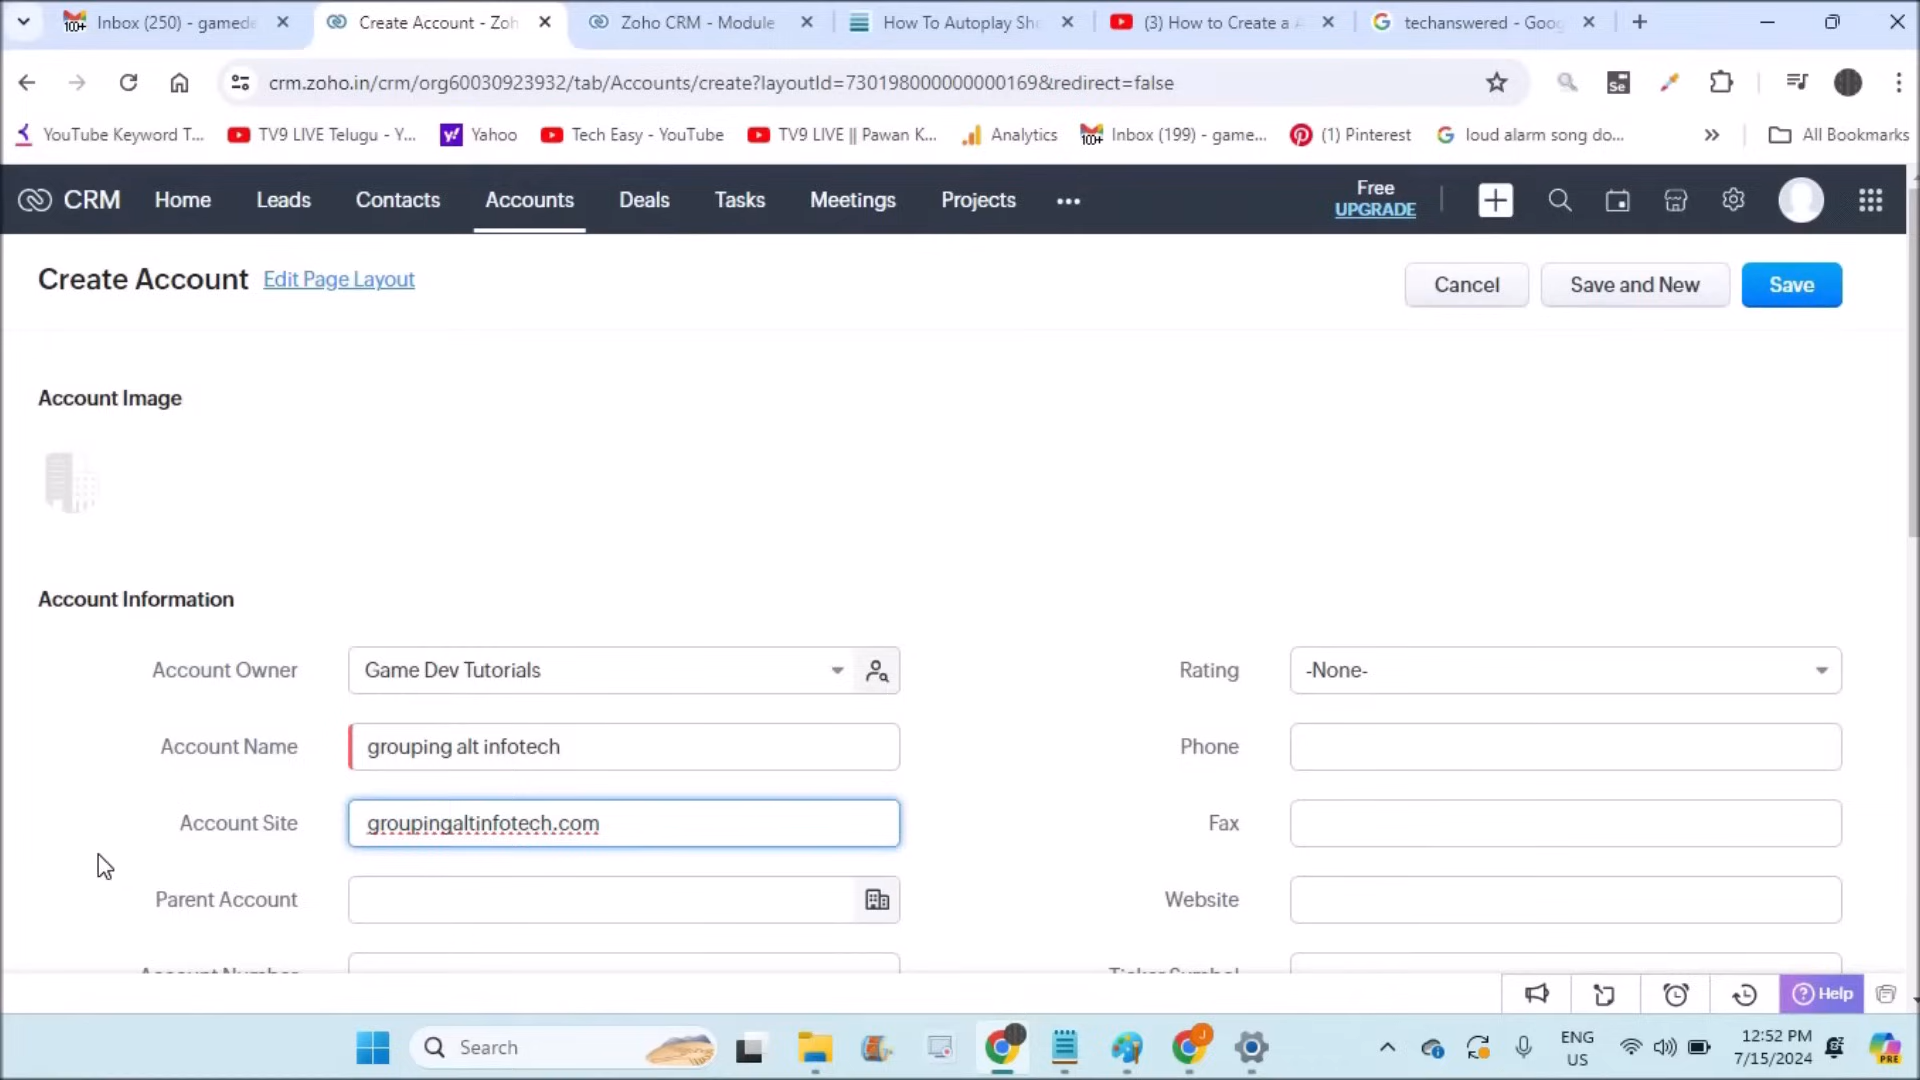 Inbox (250) - gamede
Create Account - Zoh
Zoho CRM - Module
How To Autoplay Sho
(3) How to Create a A
techanswered - Goog
crm.zoho.in/crm/org60030923932/tab/Accounts/create?layoutId=730198000000000169&redirect=false
YouTube Keyword T...
TV9 LIVE Telugu - Y...
Yahoo
Tech Easy - YouTube
TV9 LIVE || Pawan K...
Analytics
Inbox (199) - game...
(1) Pinterest
loud alarm song do...
All Bookmarks
CRM
Home
Leads
Contacts
Accounts
Deals
Tasks
Meetings
Projects
Free
UPGRADE
Create Account
Edit Page Layout
Cancel
Save and New
Save
Account Image
Account Information
Account Owner
Game Dev Tutorials
Rating
-None-
Account Name
grouping alt infotech
Phone
Account Site
groupingaltinfotech.com
Fax
Parent Account
Website
Account Number
Ticker Symbol
Help
Search
ENG
US
12:52 PM
7/15/2024